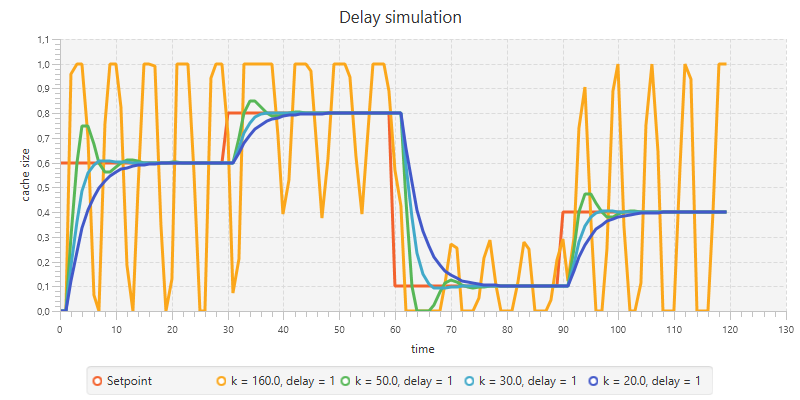 Delay simulation
1,1
1,0
0,9
0,8
0,7
0,6
0,5
0,4
0,3
0,2
0,1
0,0
cache size
0 10 20 30 40 50 60 70 80 90 100 110 120 130
time
Setpoint k = 160.0, delay = 1 k = 50.0, delay = 1 k = 30.0, delay = 1 k = 20.0, delay = 1